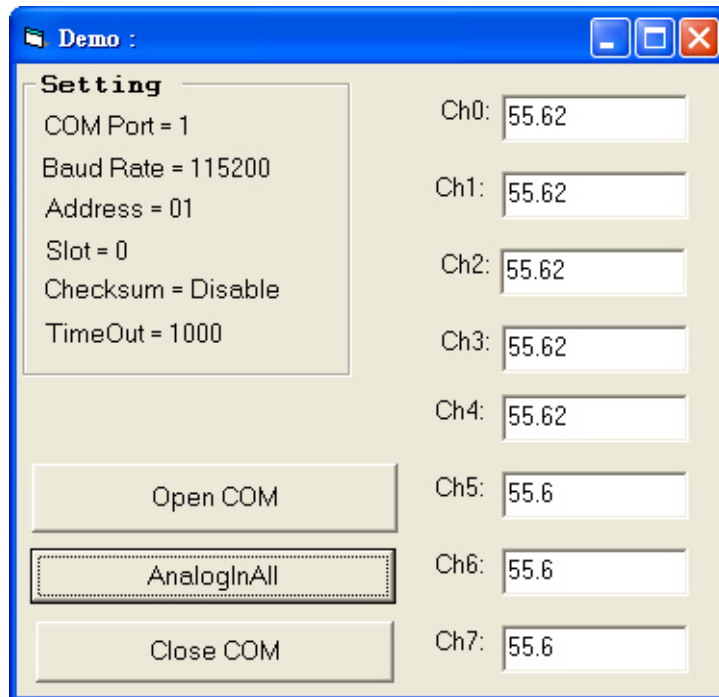 Demo :
Setting
COM Port = 1
Baud Rate = 115200
Address = 01
Slot = 0
Checksum = Disable
TimeOut = 1000
Open COM
AnalogInAll
Close COM
Ch0: 55.62
Ch1: 55.62
Ch2: 55.62
Ch3: 55.62
Ch4: 55.62
Ch5: 55.6
Ch6: 55.6
Ch7: 55.6